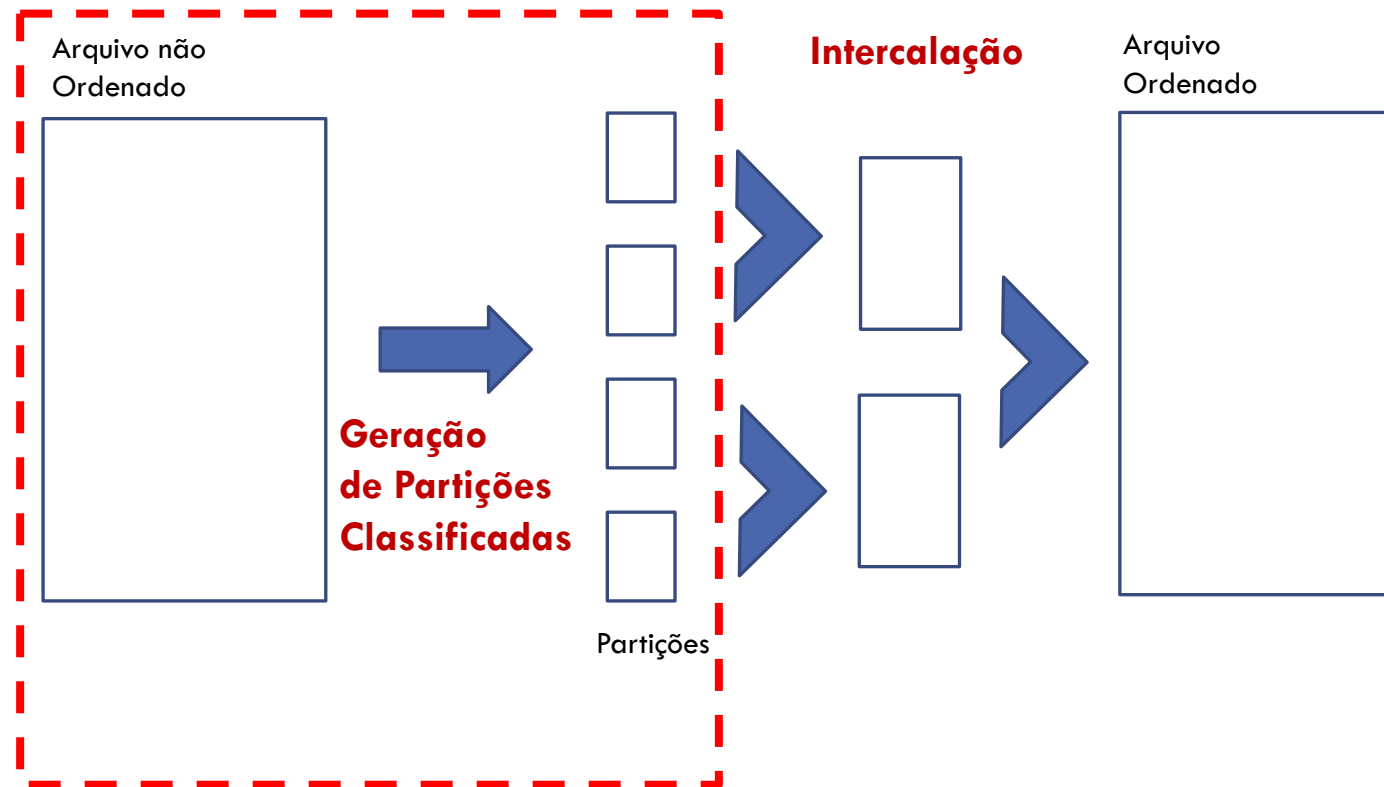 Arquivo não
Ordenado
Geração
de Partições
Classificadas
Partições
Intercalação
Arquivo
Ordenado